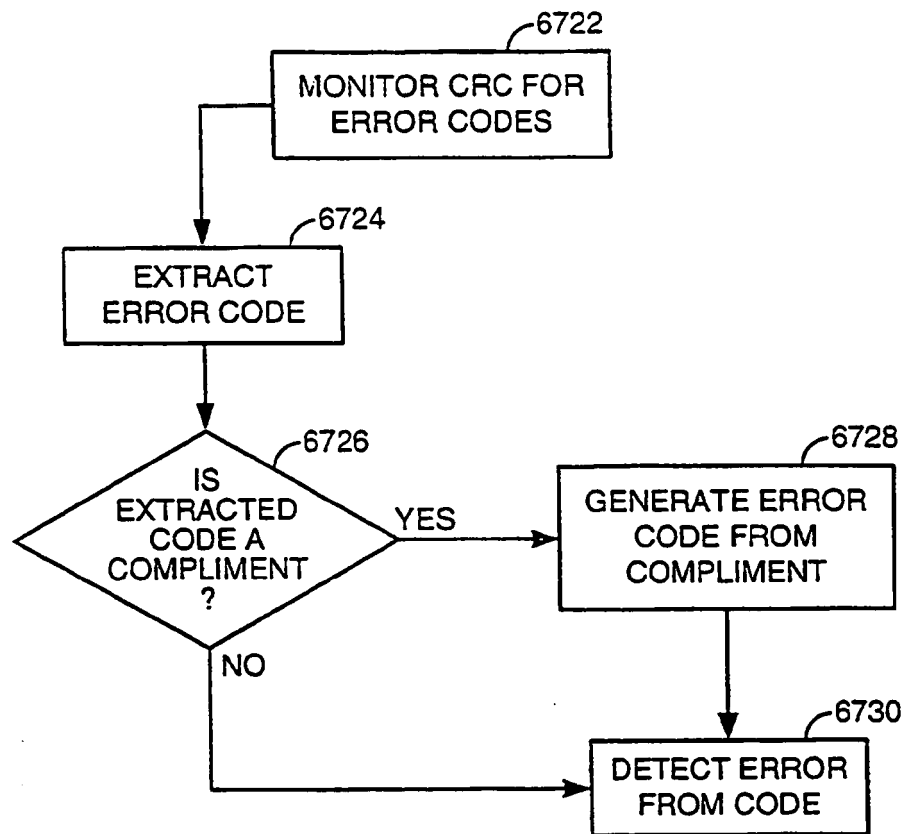 6722
MONITOR CRC FOR
ERROR CODES
6724
EXTRACT
ERROR CODE
6726
IS
EXTRACTED
CODE A
COMPLIMENT
?
YES
6728
GENERATE ERROR
CODE FROM
COMPLIMENT
NO
6730
DETECT ERROR
FROM CODE